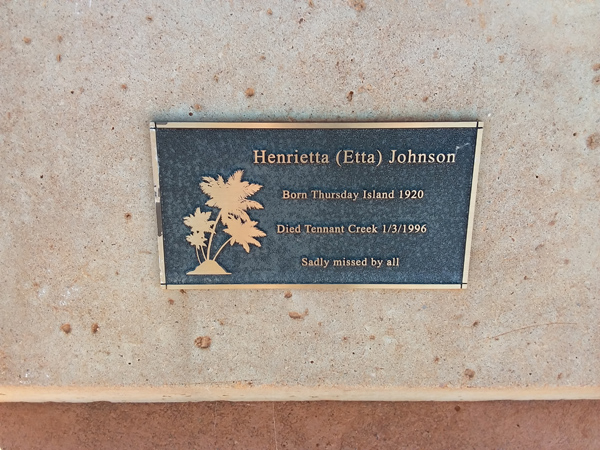 Henrietta (Etta) Johnson
Born Thursday Island 1920
Died Tennant Creek 1/3/1996
Sadly missed by all